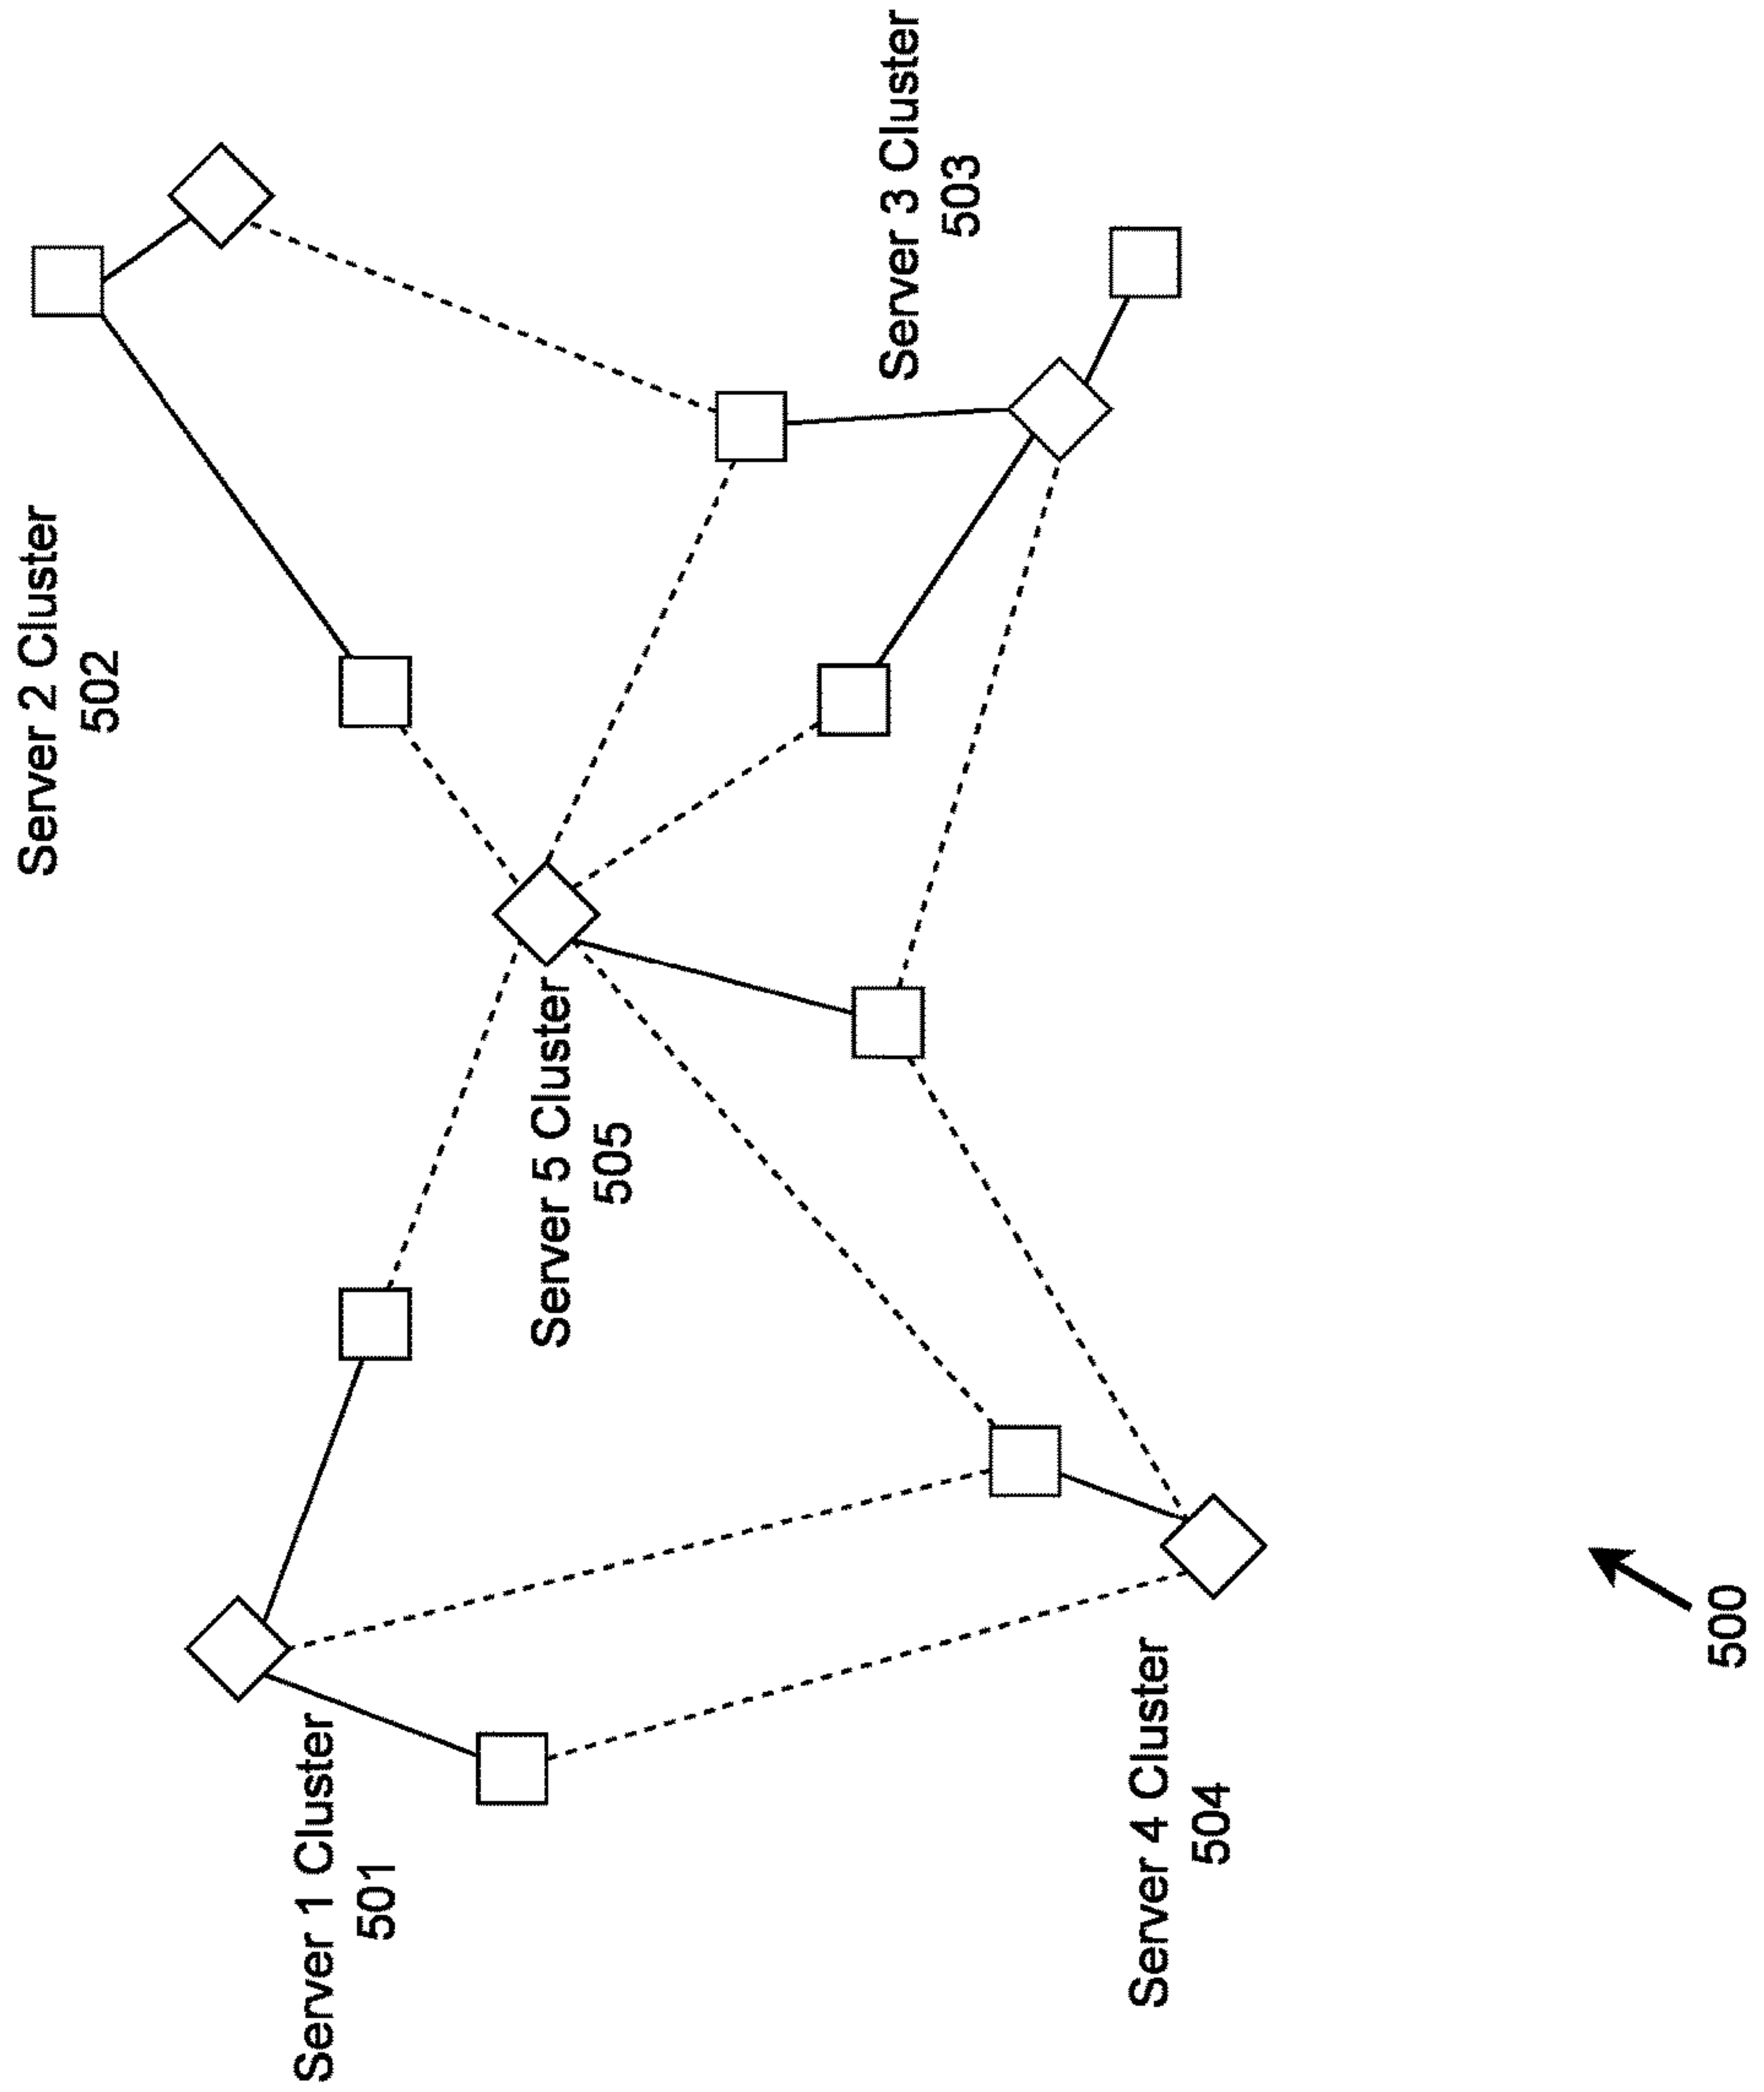 Server 1 Cluster
501
Server 2 Cluster
502
Server 5 Cluster
505
Server 3 Cluster
503
Server 4 Cluster
504
500